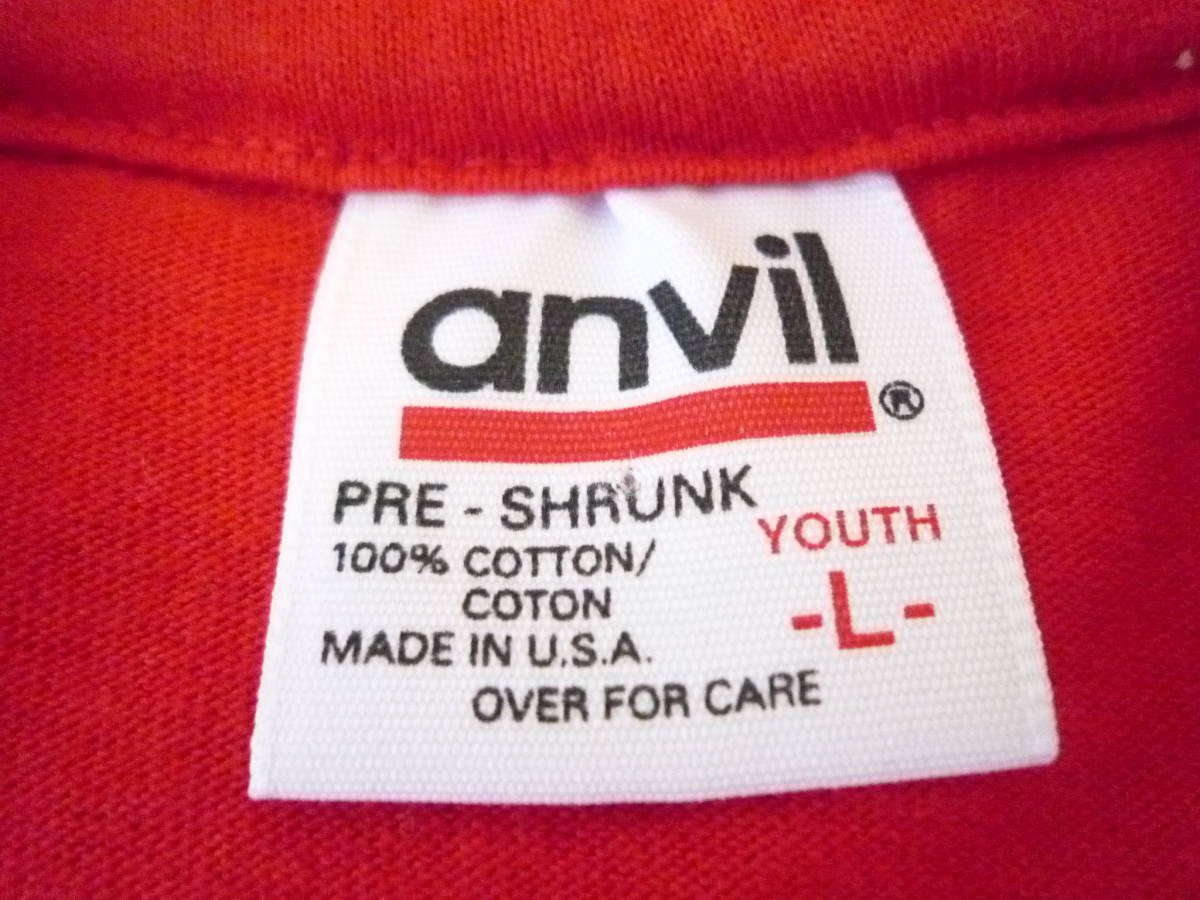 anvil®
PRE - SHRUNK
YOUTH
100% COTTON/
COTON
-L-
MADE IN U.S.A.
OVER FOR CARE